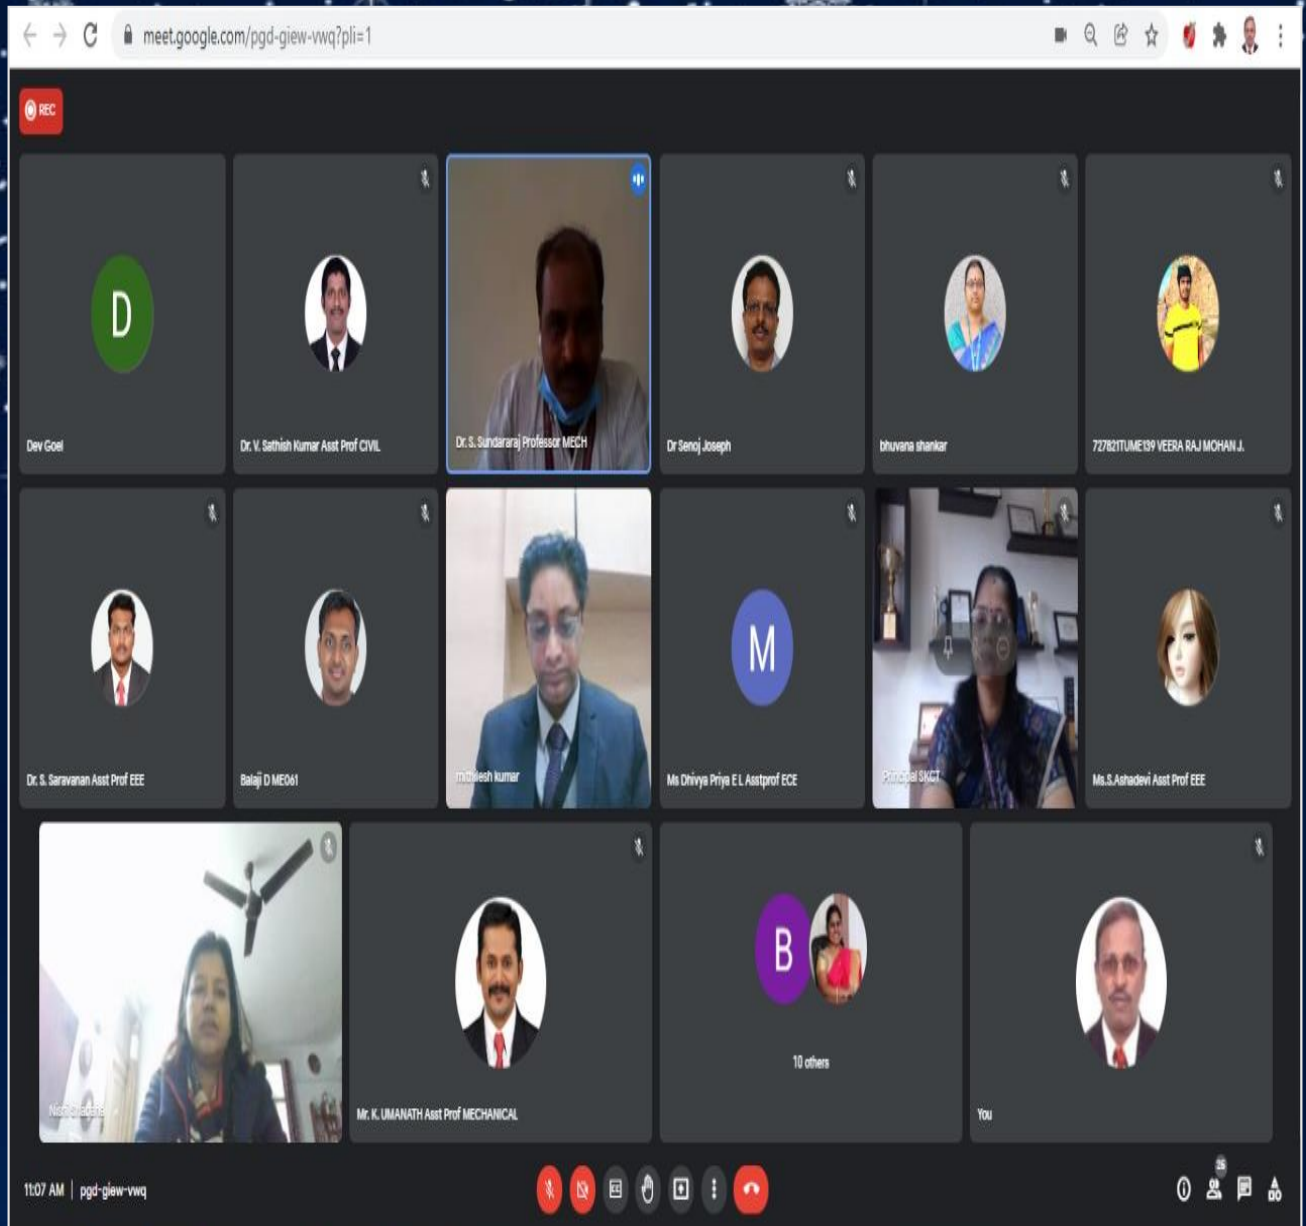 meet.google.com/pgd-giew-vwq?pli=1
REC
D
Dev Goel
Dr. V. Sathish Kumar Asst Prof CIVIL
Dr. S. Sundararaj Professor MECH
Dr Senoj Joseph
bhuvana shankar
727821TUME139 VEERA RAJ MOHAN J.
Dr. S. Saravanan Asst Prof EEE
Balaji D ME061
mithilesh kumar
M
Ms Dhivya Priya E L Asstprof ECE
Principal SKCT
Ms.S.Ashadevi Asst Prof EEE
Mr. K. UMANATH Asst Prof MECHANICAL
B
10 others
You
11:07 AM | pgd-giew-vwq
CC
26